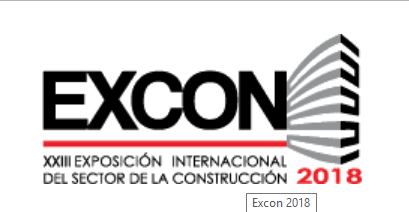 EXCON
XXIII EXPOSICIÓN INTERNACIONAL
DEL SECTOR DE LA CONSTRUCCIÓN 2018
Excon 2018